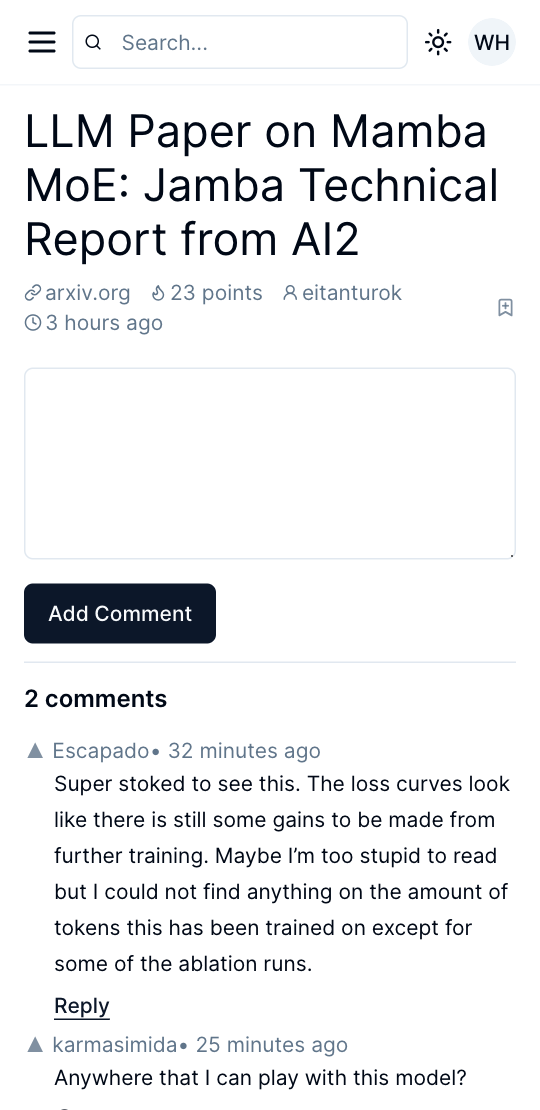 Search...
WH
LLM Paper on Mamba
MoE: Jamba Technical
Report from AI2
arxiv.org 23 points eitanturok
3 hours ago
Add Comment
2 comments
▲ Escapado• 32 minutes ago
Super stoked to see this. The loss curves look
like there is still some gains to be made from
further training. Maybe I’m too stupid to read
but I could not find anything on the amount of
tokens this has been trained on except for
some of the ablation runs.
Reply
▲ karmasimida• 25 minutes ago
Anywhere that I can play with this model?